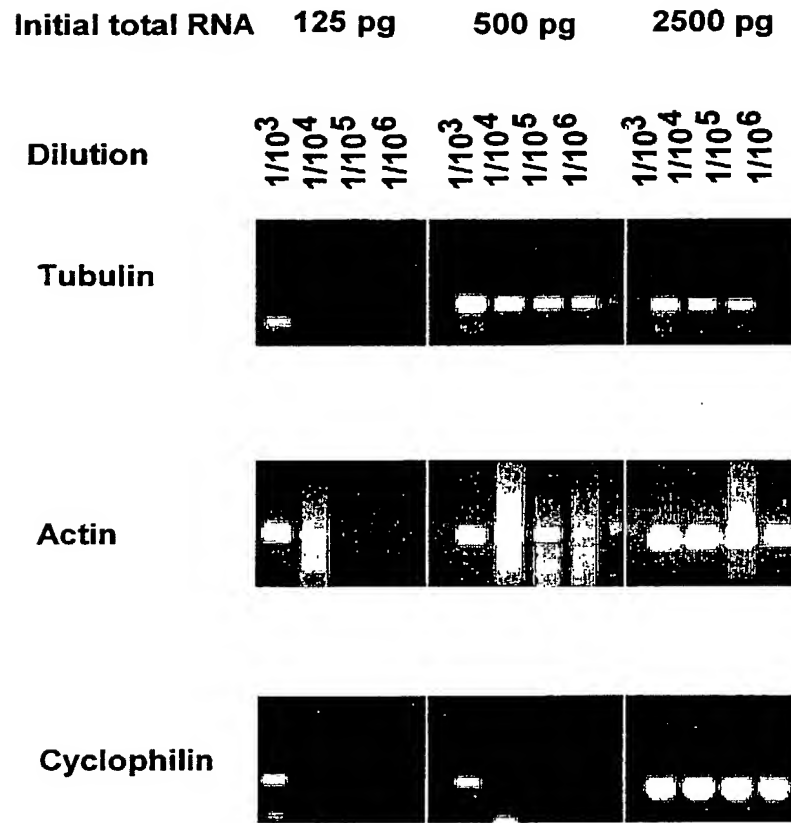 Initial total RNA 125 pg 500 pg 2500 pg
Dilution 1/10³ 1/10⁴ 1/10⁵ 1/10⁶ 1/10³ 1/10⁴ 1/10⁵ 1/10⁶ 1/10³ 1/10⁴ 1/10⁵ 1/10⁶
Tubulin
Actin
Cyclophilin